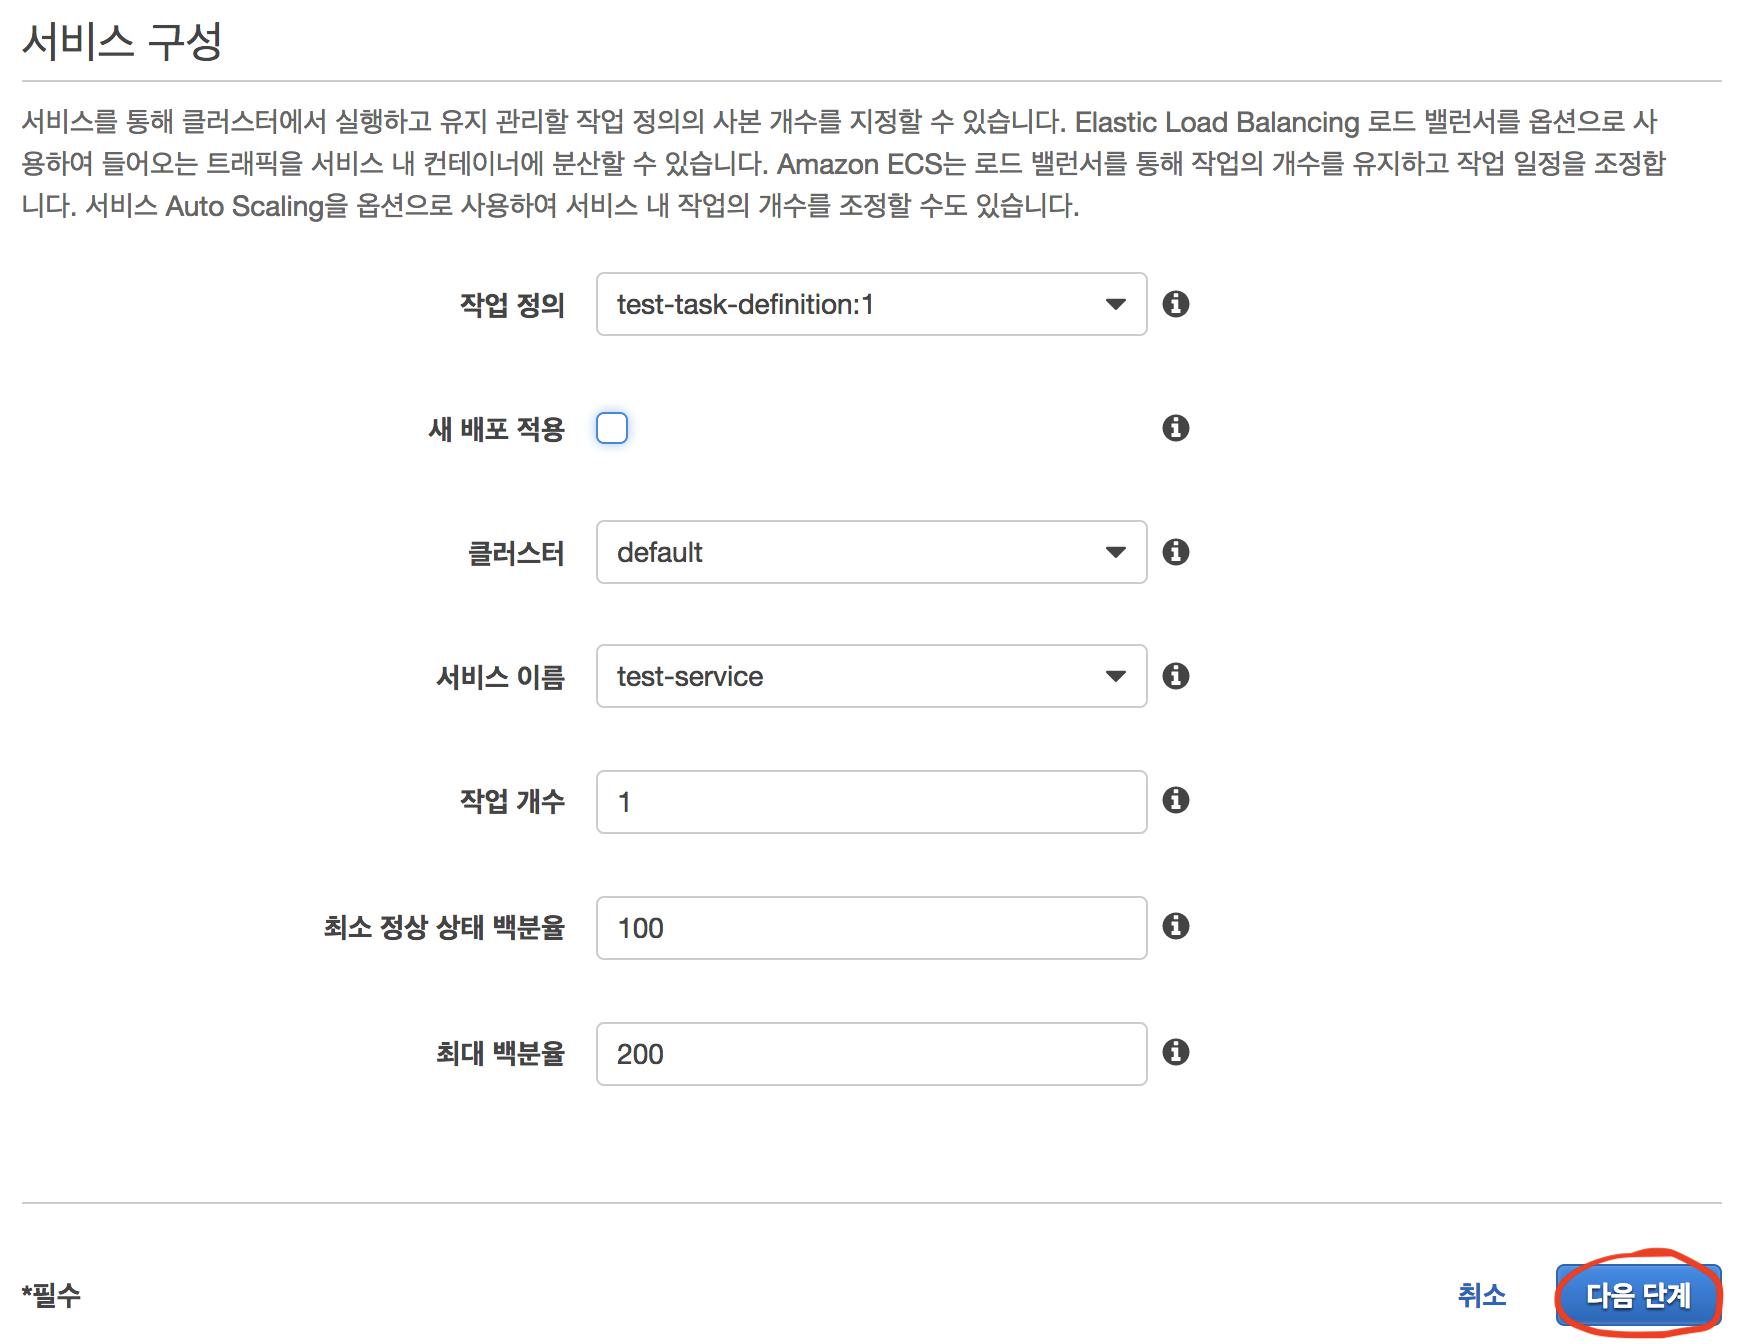 서비스 구성
서비스를 통해 클러스터에서 실행하고 유지 관리할 작업 정의의 사본 개수를 지정할 수 있습니다. Elastic Load Balancing 로드 밸런서를 옵션으로 사
용하여 들어오는 트래픽을 서비스 내 컨테이너에 분산할 수 있습니다. Amazon ECS는 로드 밸런서를 통해 작업의 개수를 유지하고 작업 일정을 조정합
니다. 서비스 Auto Scaling을 옵션으로 사용하여 서비스 내 작업의 개수를 조정할 수도 있습니다.
작업 정의 test-task-definition:1
새 배포 적용
클러스터 default
서비스 이름 test-service
작업 개수 1
최소 정상 상태 백분율 100
최대 백분율 200
*필수 취소 다음 단계